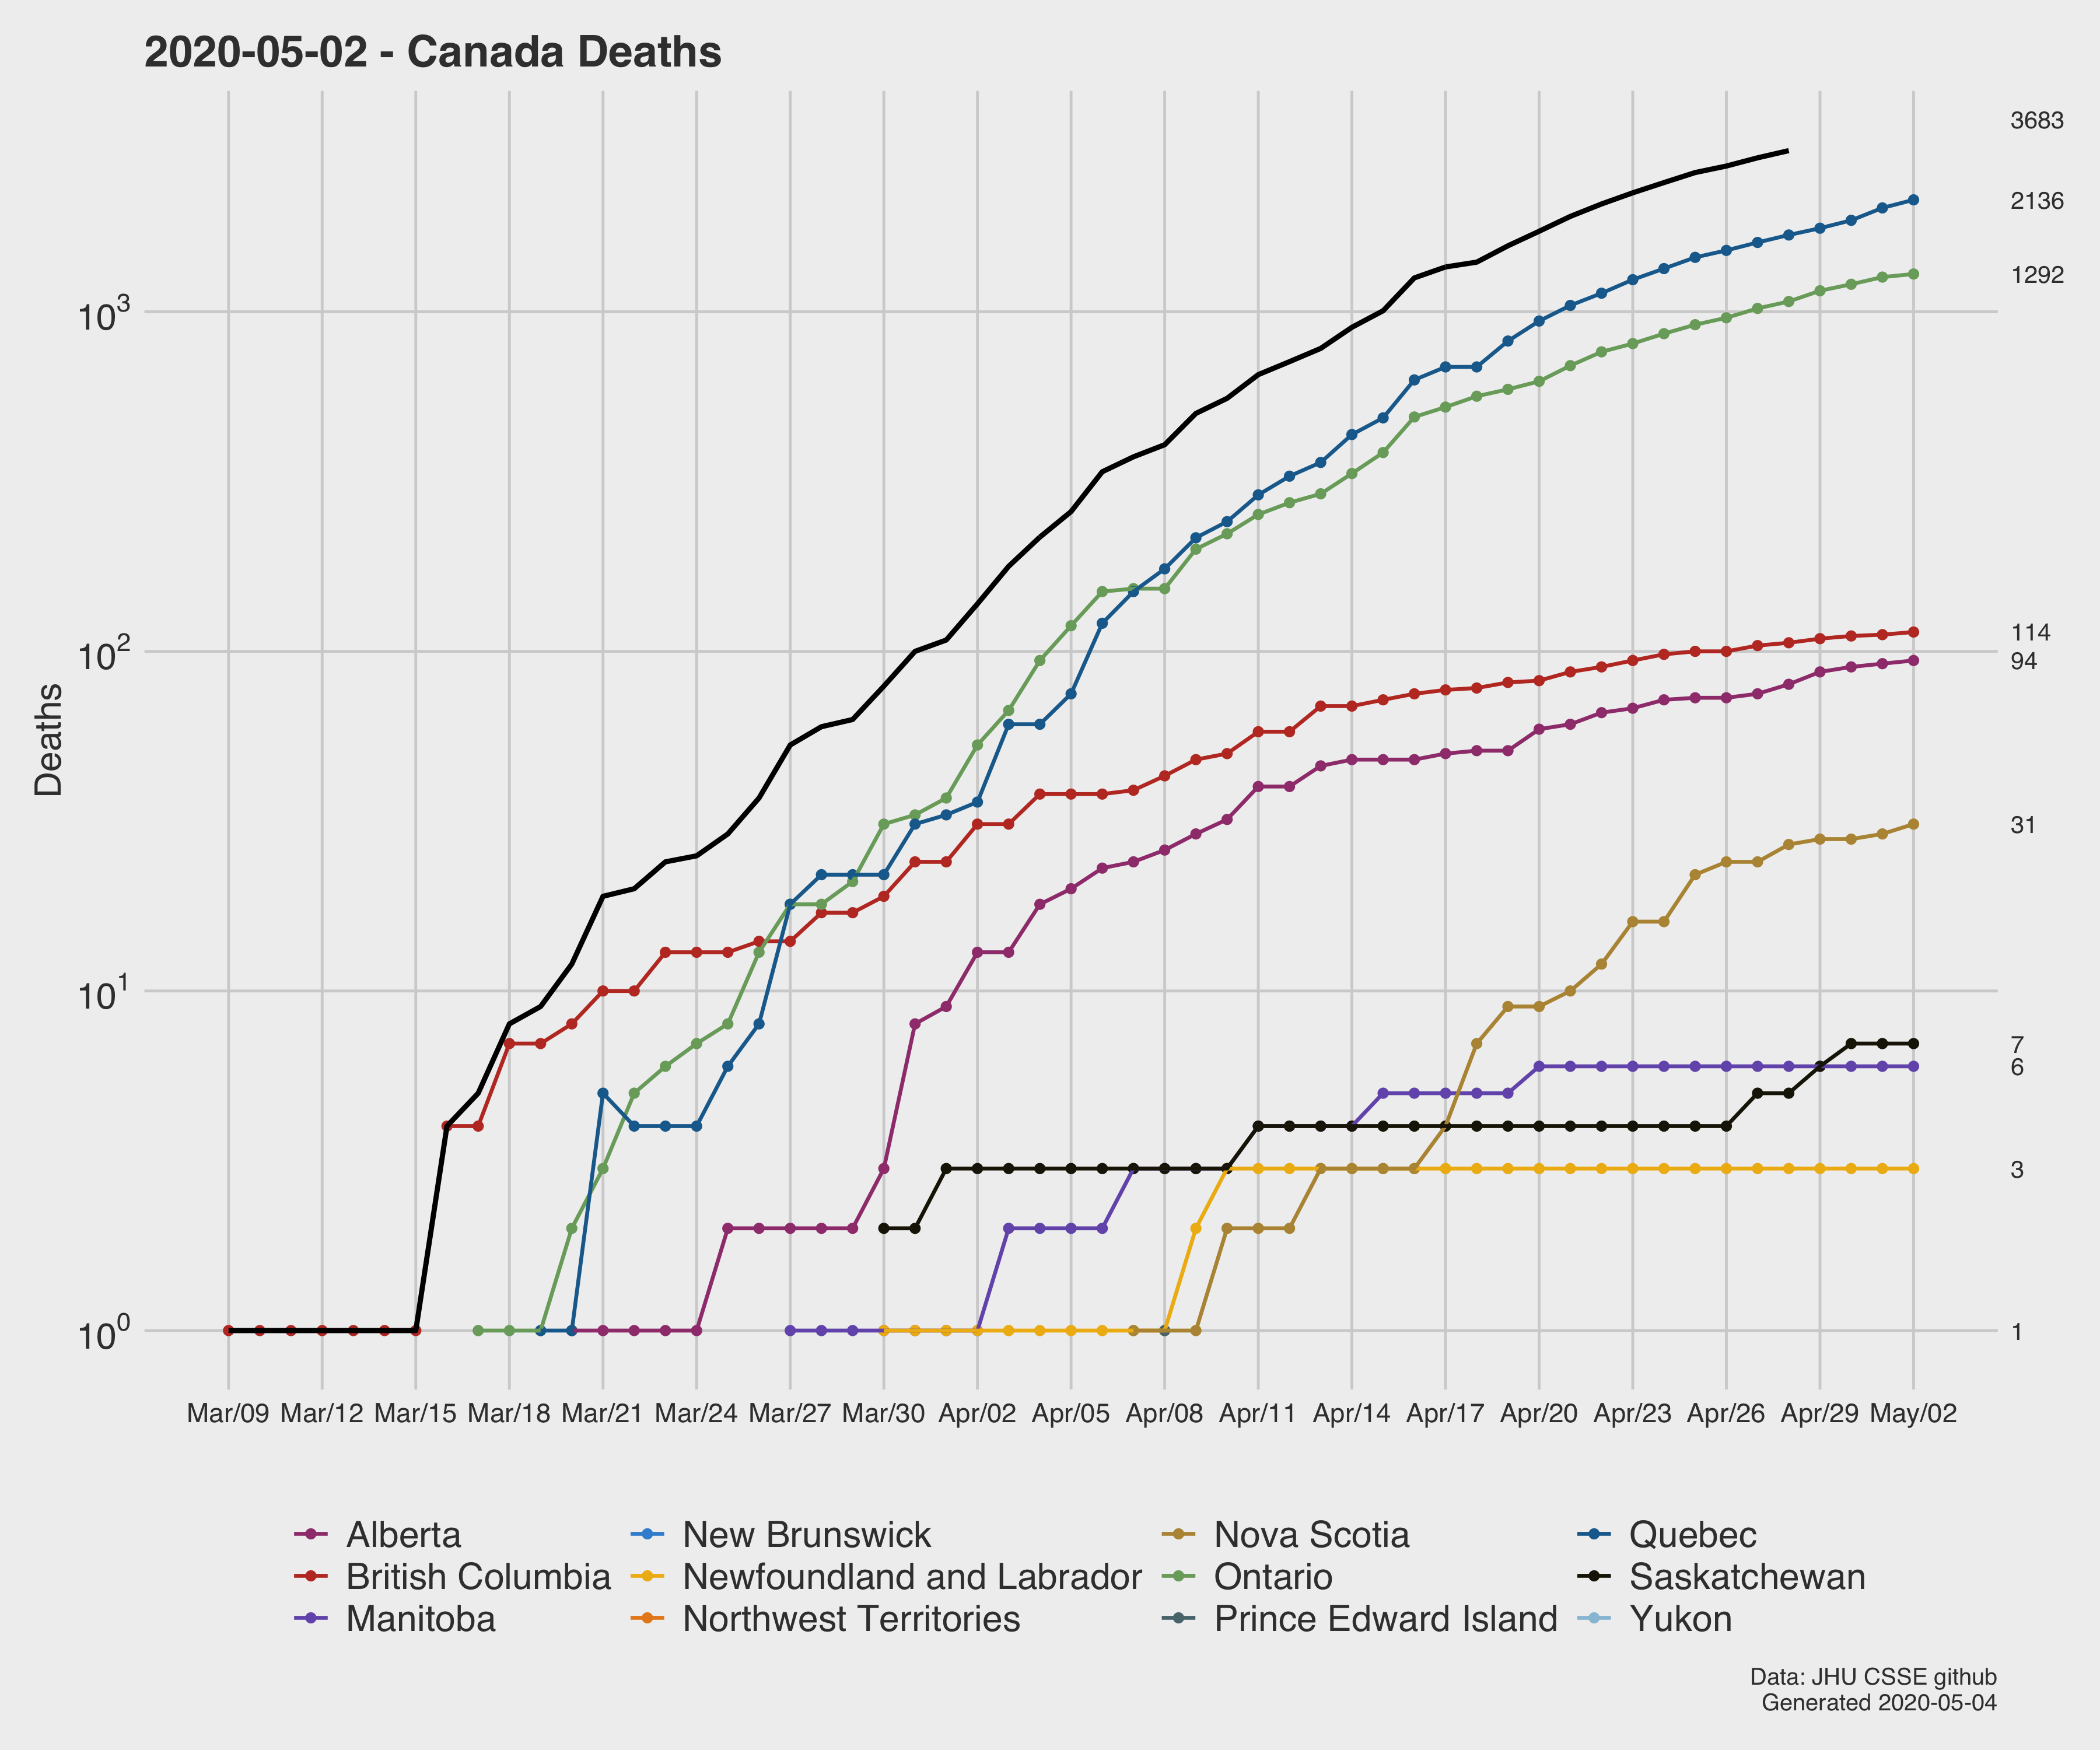 2020-05-02 - Canada Deaths
3683
2136
1292
10³
114
10²
94
Deaths
31
10¹
7
6
3
10⁰
1
Mar/09 Mar/12 Mar/15 Mar/18 Mar/21 Mar/24 Mar/27 Mar/30 Apr/02 Apr/05 Apr/08 Apr/11 Apr/14 Apr/17 Apr/20 Apr/23 Apr/26 Apr/29 May/02
Alberta New Brunswick Nova Scotia Quebec
British Columbia Newfoundland and Labrador Ontario Saskatchewan
Manitoba Northwest Territories Prince Edward Island Yukon
Data: JHU CSSE github
Generated 2020-05-04